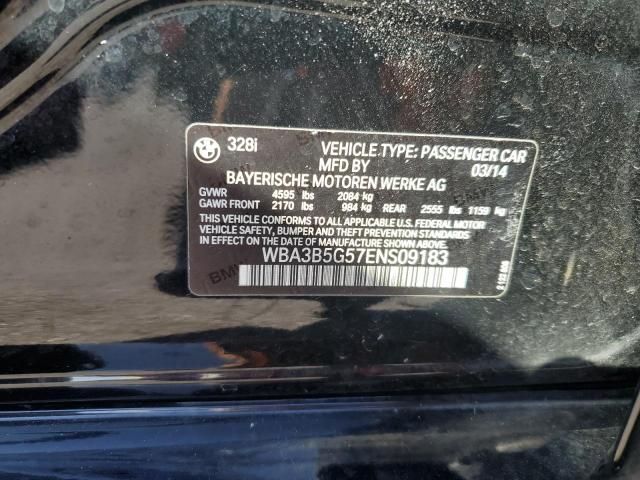 328i VEHICLE TYPE: PASSENGER CAR
MFD BY 03/14
BAYERISCHE MOTOREN WERKE AG
GVWR 4595 lbs 2084 kg
GAWR FRONT 2170 lbs 984 kg REAR 2555 lbs 1159 kg
THIS VEHICLE CONFORMS TO ALL APPLICABLE U.S. FEDERAL MOTOR
VEHICLE SAFETY, BUMPER AND THEFT PREVENTION STANDARDS
IN EFFECT ON THE DATE OF MANUFACTURE SHOWN ABOVE.
WBA3B5G57ENS09183
BMW